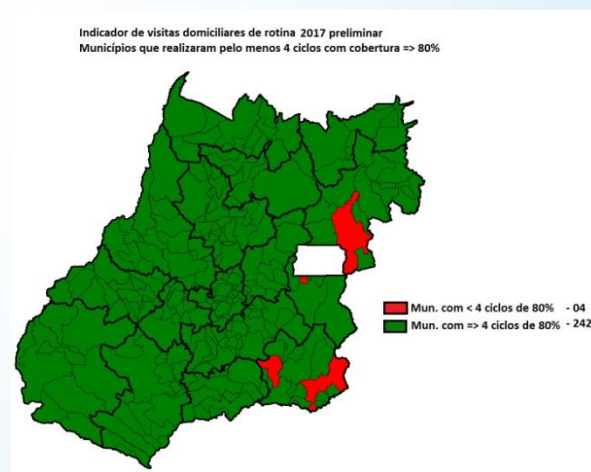 Indicador de visitas domiciliares de rotina 2017 preliminar
Municípios que realizaram pelo menos 4 ciclos com cobertura => 80%
Mun. com < 4 ciclos de 80% - 04
Mun. com => 4 ciclos de 80% - 242